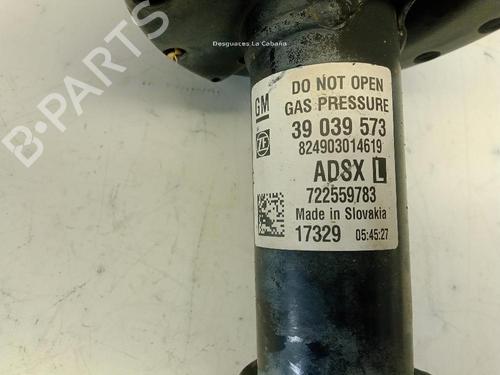 Desguaces La Cabaña
DO NOT OPEN
GM GAS PRESSURE
39 039 573
ZF 824903014619
ADSX L
722559783
Made in Slovakia
17329 05:45:27
B-PARTS